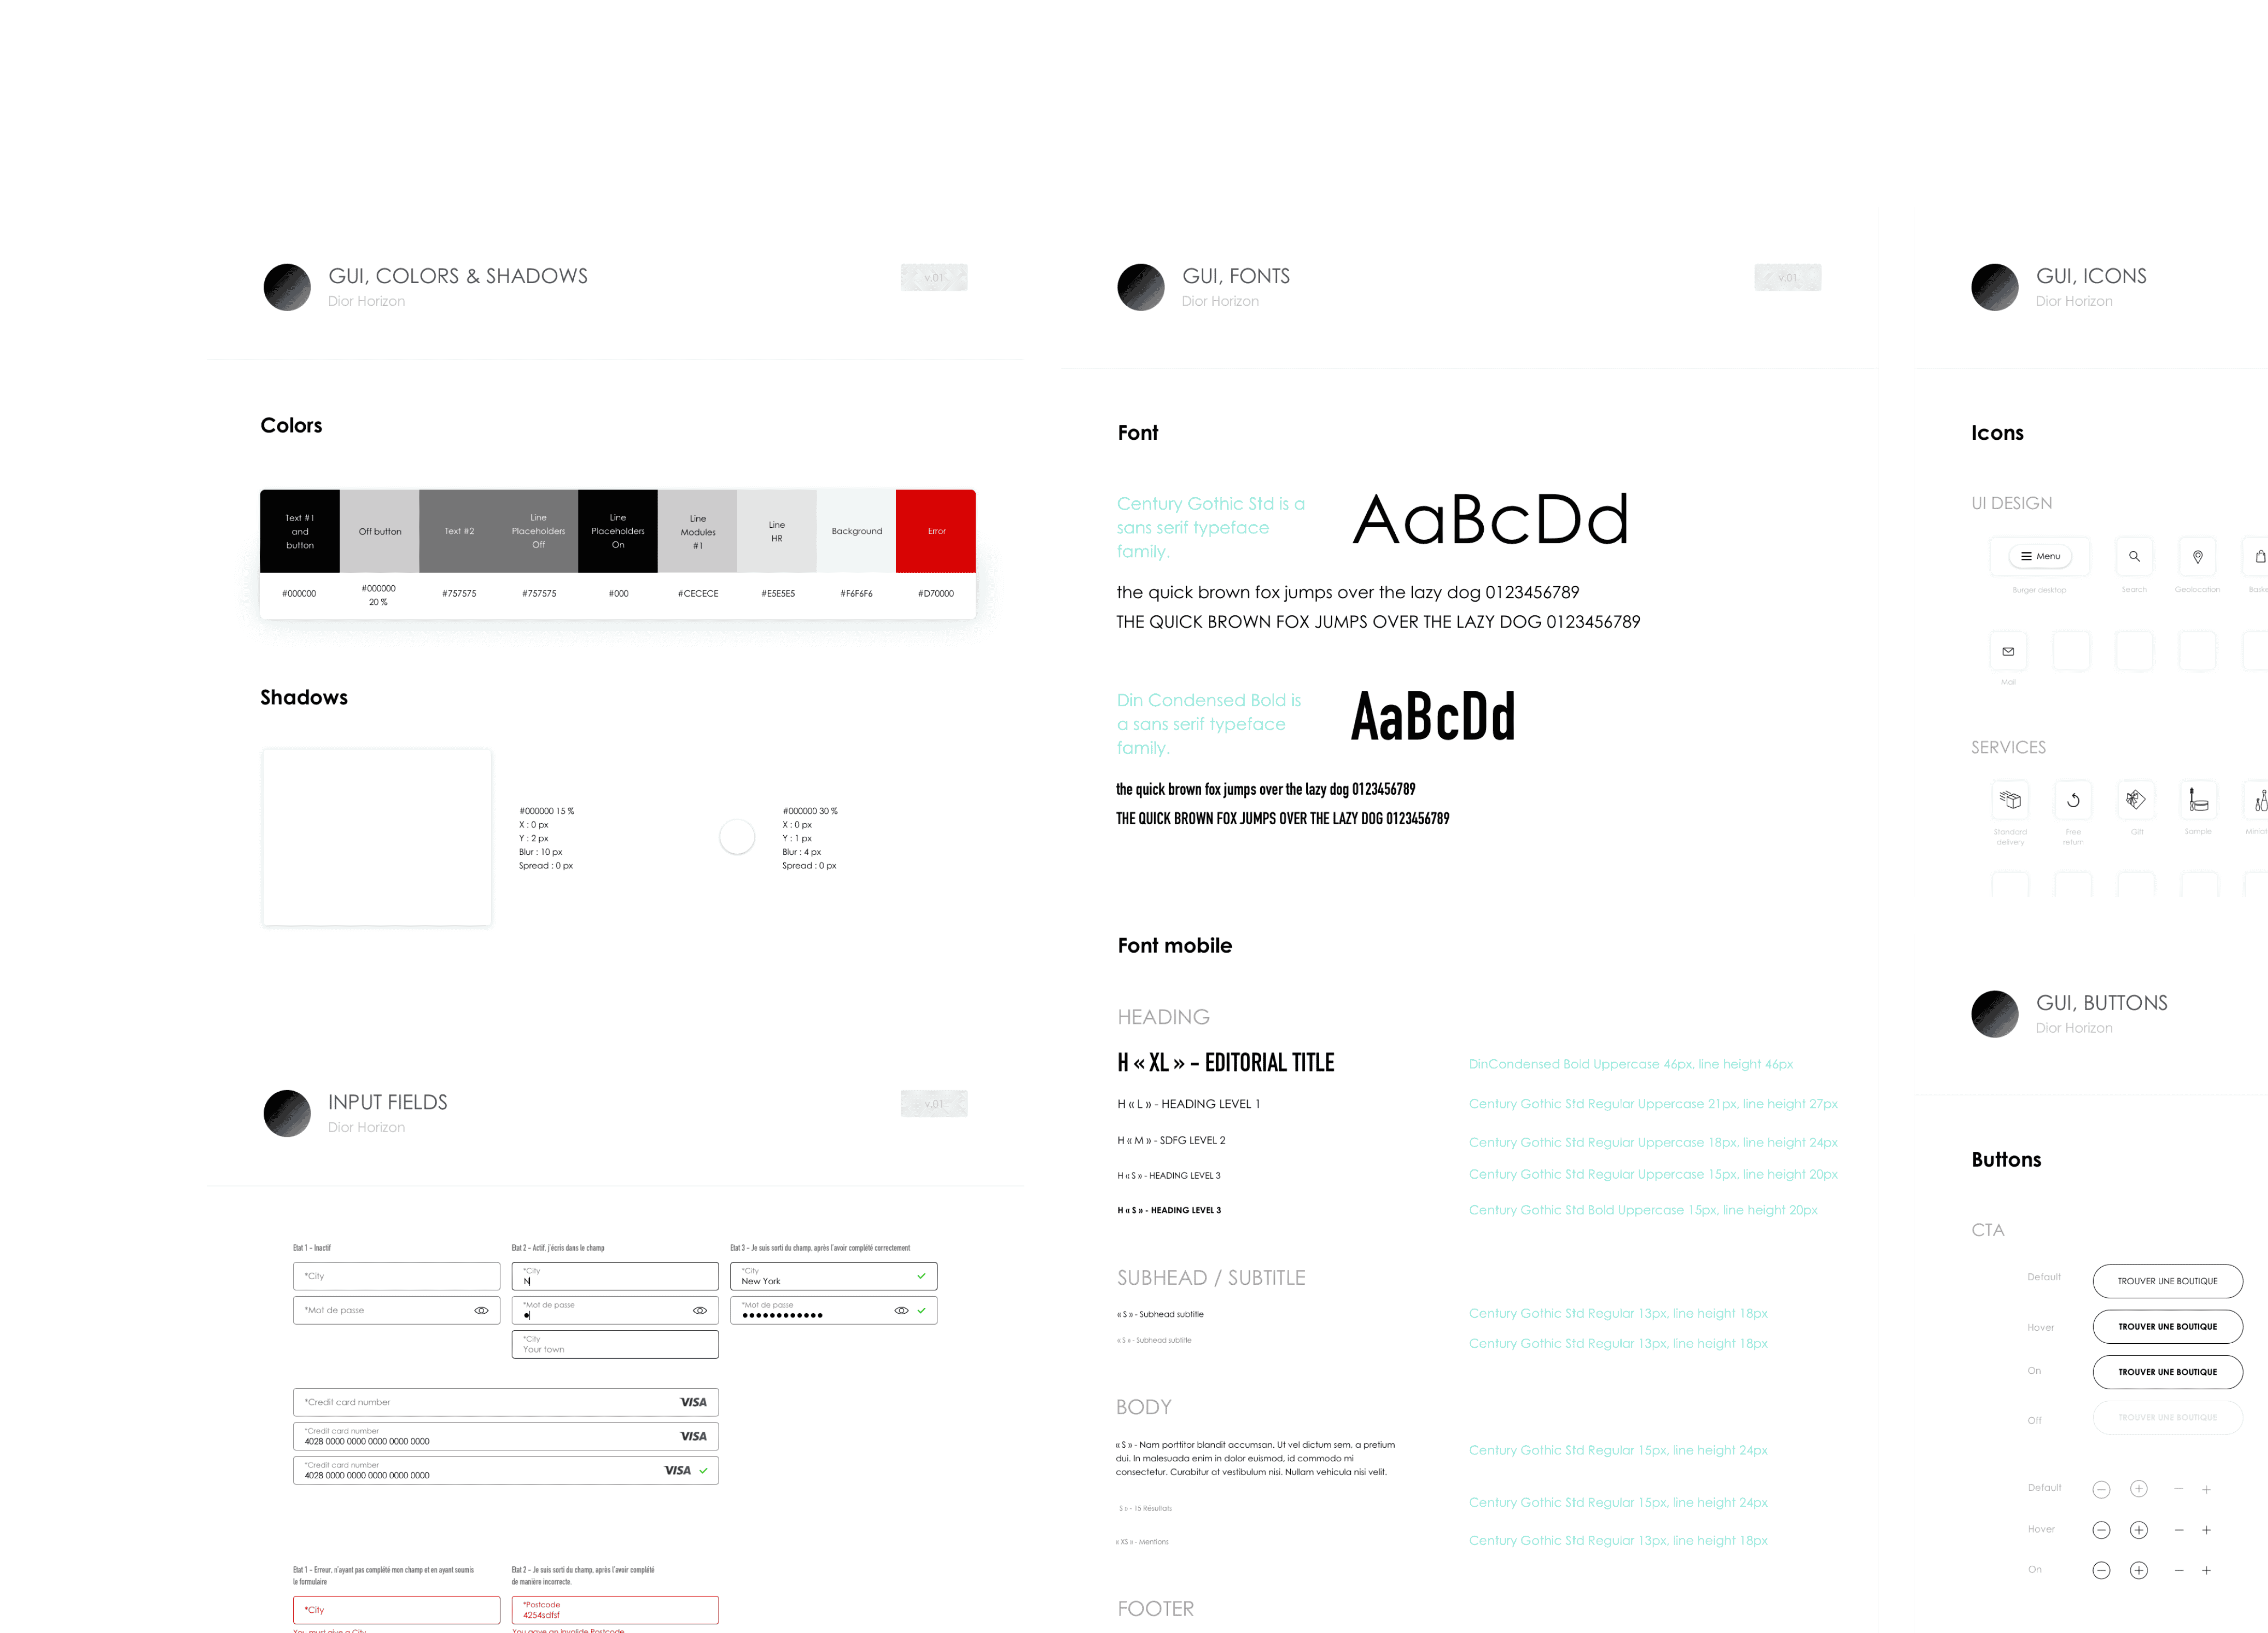 GUI, COLORS & SHADOWS
Dior Horizon
v.01
Colors
Text #1
and
button
Off button
Text #2
Line
Placeholders
Off
Line
Placeholders
On
Line
Modules
#1
Line
HR
Background
Error
#000000
#000000
20 %
#757575
#757575
#000
#CECECE
#E5E5E5
#F6F6F6
#D70000
Shadows
#000000 15 %
X : 0 px
Y : 2 px
Blur : 10 px
Spread : 0 px
#000000 30 %
X : 0 px
Y : 1 px
Blur : 4 px
Spread : 0 px
INPUT FIELDS
Dior Horizon
v.01
Etat 1 - Inactif
*City
*Mot de passe
Etat 2 - Actif, j'écris dans le champ
*City
N
*Mot de passe
*City
Your town
Etat 3 - Je suis sorti du champ, après l'avoir complété correctement
*City
New York
*Mot de passe
*Credit card number
VISA
*Credit card number
4028 0000 0000 0000 0000 0000
VISA
*Credit card number
4028 0000 0000 0000 0000 0000
VISA
Etat 1 - Erreur, n'ayant pas complété mon champ et en ayant soumis
le formulaire
*City
You must give a City
Etat 2 - Je suis sorti du champ, après l'avoir complété
de manière incorrecte.
*Postcode
4254sdfsf
You gave an invalide Postcode
GUI, FONTS
Dior Horizon
v.01
Font
Century Gothic Std is a
sans serif typeface
family.
AaBcDd
the quick brown fox jumps over the lazy dog 0123456789
THE QUICK BROWN FOX JUMPS OVER THE LAZY DOG 0123456789
Din Condensed Bold is
a sans serif typeface
family.
AaBcDd
the quick brown fox jumps over the lazy dog 0123456789
THE QUICK BROWN FOX JUMPS OVER THE LAZY DOG 0123456789
Font mobile
HEADING
H « XL » - EDITORIAL TITLE
DinCondensed Bold Uppercase 46px, line height 46px
H « L » - HEADING LEVEL 1
Century Gothic Std Regular Uppercase 21px, line height 27px
H « M » - SDFG LEVEL 2
Century Gothic Std Regular Uppercase 18px, line height 24px
H « S » - HEADING LEVEL 3
Century Gothic Std Regular Uppercase 15px, line height 20px
H « S » - HEADING LEVEL 3
Century Gothic Std Bold Uppercase 15px, line height 20px
SUBHEAD / SUBTITLE
« S » - Subhead subtitle
Century Gothic Std Regular 13px, line height 18px
« S » - Subhead subtitle
Century Gothic Std Regular 13px, line height 18px
BODY
« S » - Nam porttitor blandit accumsan. Ut vel dictum sem, a pretium
dui. In malesuada enim in dolor euismod, id commodo mi
consectetur. Curabitur at vestibulum nisi. Nullam vehicula nisi velit.
Century Gothic Std Regular 15px, line height 24px
S » - 15 Résultats
Century Gothic Std Regular 15px, line height 24px
« XS » - Mentions
Century Gothic Std Regular 13px, line height 18px
FOOTER
GUI, ICONS
Dior Horizon
Icons
UI DESIGN
Menu
Burger desktop
Search
Geolocation
Baske
Mail
SERVICES
Standard
delivery
Free
return
Gift
Sample
Miniat
GUI, BUTTONS
Dior Horizon
Buttons
CTA
Default
TROUVER UNE BOUTIQUE
Hover
TROUVER UNE BOUTIQUE
On
TROUVER UNE BOUTIQUE
Off
TROUVER UNE BOUTIQUE
Default
Hover
On